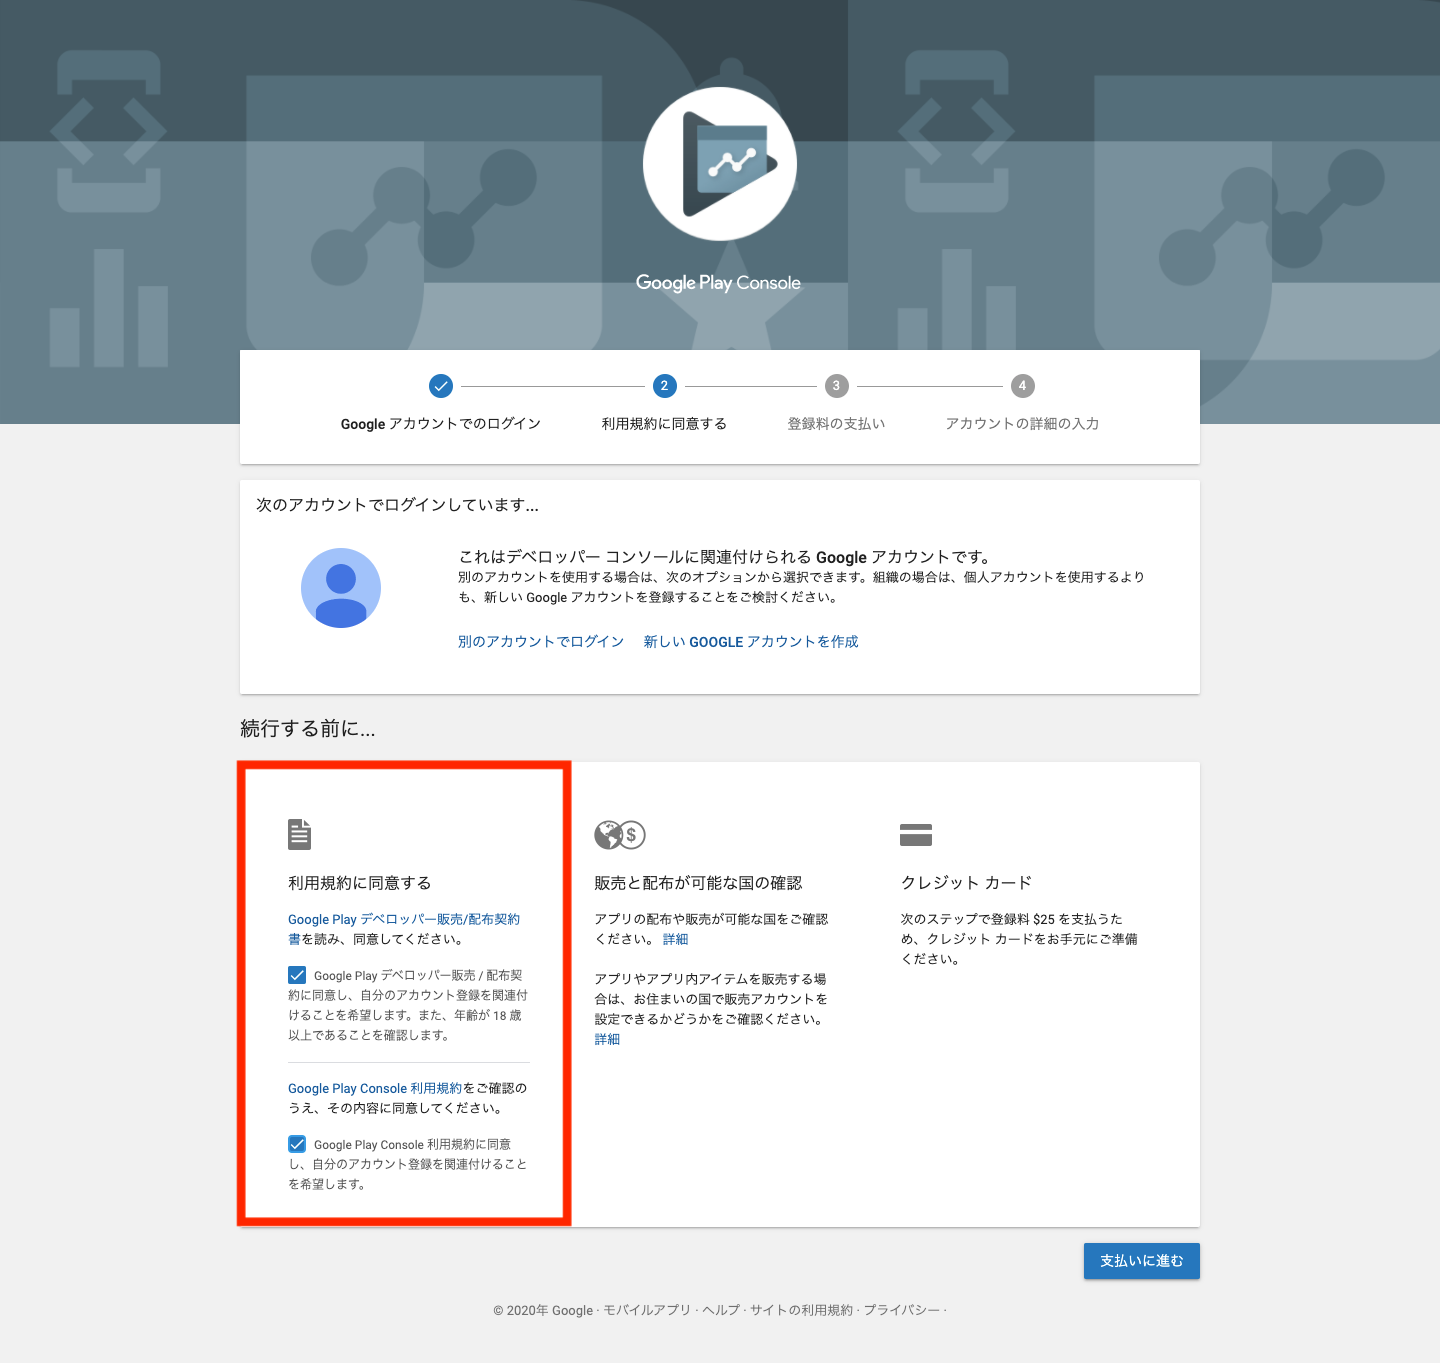 Google Play Console
2
3
4
Google アカウントでのログイン
利用規約に同意する
登録料の支払い
アカウントの詳細の入力
次のアカウントでログインしています...
これはデベロッパー コンソールに関連付けられる Google アカウントです。
別のアカウントを使用する場合は、次のオプションから選択できます。組織の場合は、個人アカウントを使用するより
も、新しい Google アカウントを登録することをご検討ください。
別のアカウントでログイン 新しい GOOGLE アカウントを作成
続行する前に...
利用規約に同意する
Google Play デベロッパー販売/配布契約
書を読み、同意してください。
Google Play デベロッパー販売 / 配布契
約に同意し、自分のアカウント登録を関連付
けることを希望します。また、年齢が 18 歳
以上であることを確認します。
Google Play Console 利用規約をご確認の
うえ、その内容に同意してください。
Google Play Console 利用規約に同意
し、自分のアカウント登録を関連付けること
を希望します。
$
販売と配布が可能な国の確認
アプリの配布や販売が可能な国をご確認
ください。 詳細
アプリやアプリ内アイテムを販売する場
合は、お住まいの国で販売アカウントを
設定できるかどうかをご確認ください。
詳細
クレジット カード
次のステップで登録料 $25 を支払うた
め、クレジット カードをお手元にご準備
ください。
支払いに進む
© 2020年 Google · モバイルアプリ · ヘルプ · サイトの利用規約 · プライバシー ·